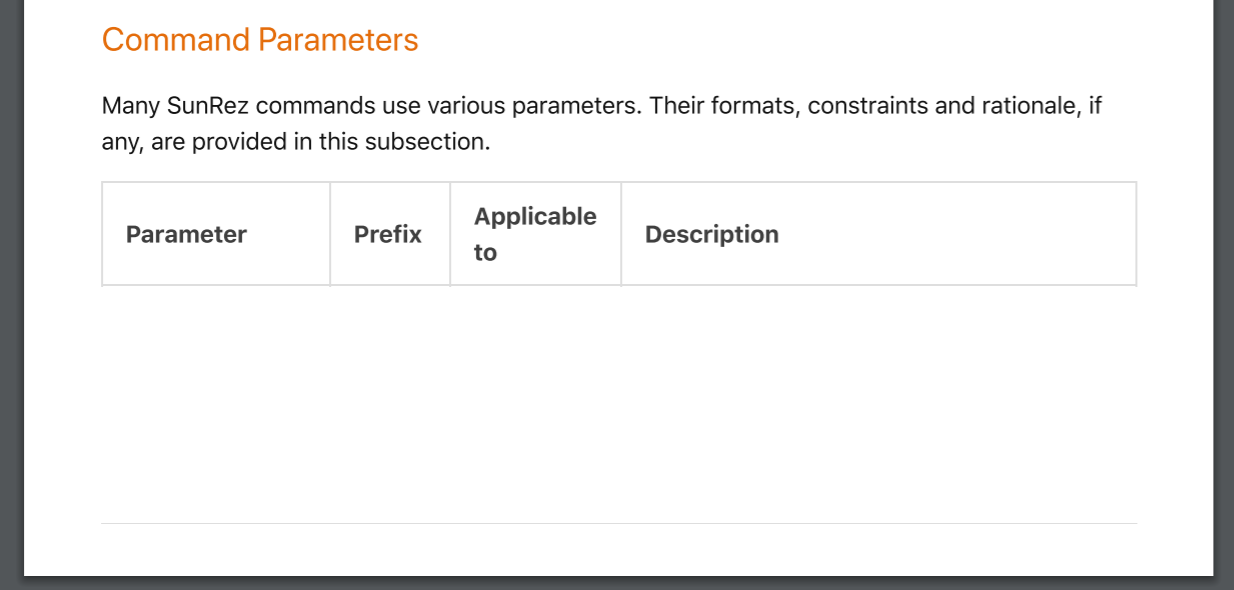 Command Parameters
Many SunRez commands use various parameters. Their formats, constraints and rationale, if
any, are provided in this subsection.
Parameter Prefix Applicable to Description